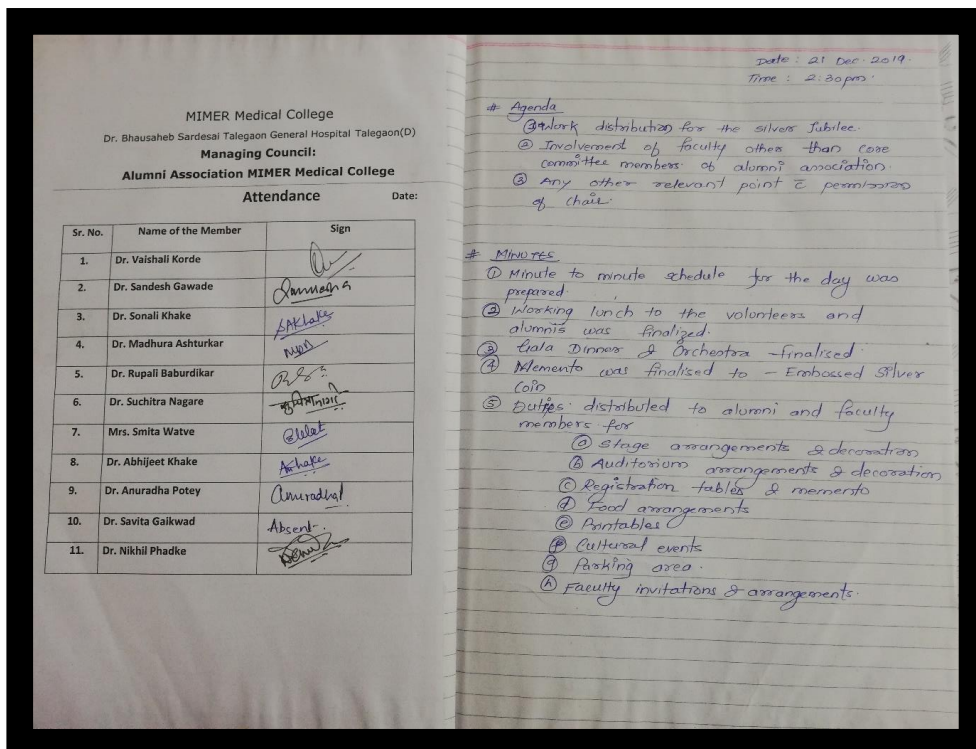 MIMER Medical College
Dr. Bhausaheb Sardesai Talegaon General Hospital Talegaon(D)
Managing Council:
Alumni Association MIMER Medical College
Attendance Date:
Sr. No. Name of the Member Sign
1. Dr. Vaishali Korde
2. Dr. Sandesh Gawade
3. Dr. Sonali Khake SAKhake
4. Dr. Madhura Ashturkar
5. Dr. Rupali Baburdikar
6. Dr. Suchitra Nagare
7. Mrs. Smita Watve
8. Dr. Abhijeet Khake
9. Dr. Anuradha Potey
10. Dr. Savita Gaikwad Absent
11. Dr. Nikhil Phadke
Date : 21 Dec. 2019.
Time : 2:30pm.
# Agenda
① Work distribution for the silver Jubilee.
② Involvement of faculty other than core
committee members of alumni association.
③ Any other relevant point c̄ permission
of chair.
# MINUTES
① Minute to minute schedule for the day was
prepared.
② Working lunch to the volunteers and
alumnis was finalized.
③ Gala Dinner & Orchestra - finalised.
④ Memento was finalised to - Embossed Silver
Coin
⑤ Duties distributed to alumni and faculty
members for
ⓐ Stage arrangements & decoration
ⓑ Auditorium arrangements & decoration
ⓒ Registration tables & memento
ⓓ Food arrangements
ⓔ Printables
ⓕ Cultural events
ⓖ Parking area.
ⓗ Faculty invitations & arrangements.